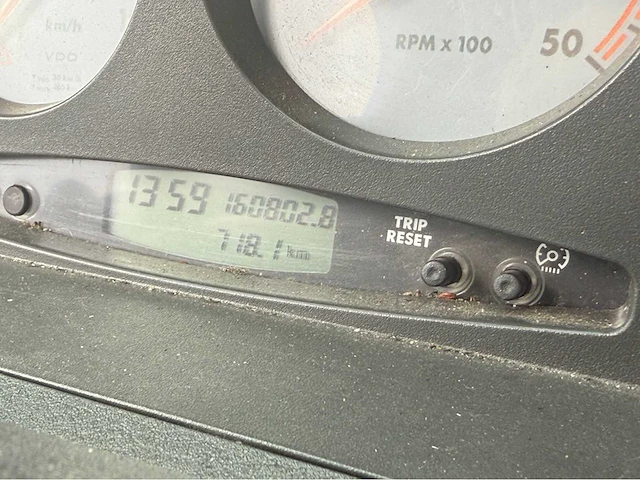 km/h
VDO
RPM x 100
50
13 59 160802.8
718.1 km
TRIP
RESET